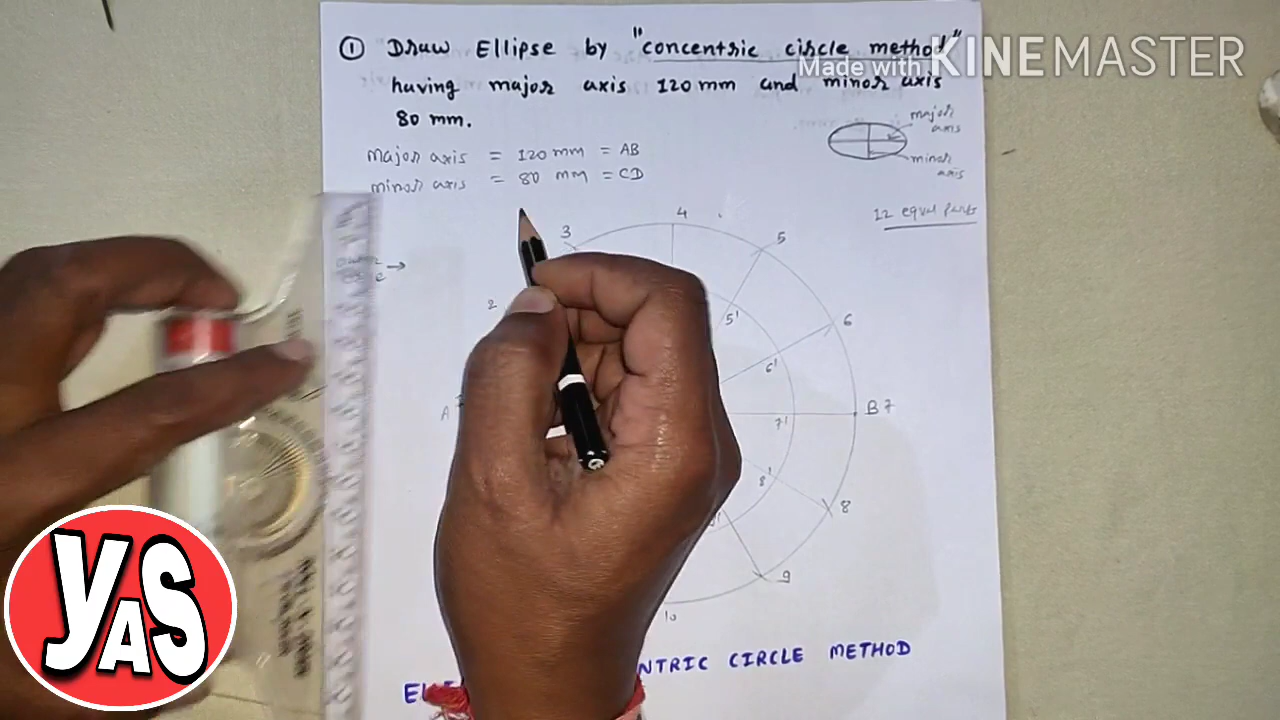 ① Draw Ellipse by "concentric circle method"
Made with KINEMASTER
having major axis 120 mm and minor axis
80 mm.
major axis
minor axis
major axis = 120 mm = AB
minor axis = 80 mm = CD
12 equal parts
4
3
5
2
5'
6
6'
A
B 7
7'
8'
8
9
10
CIRCLE METHOD
YAS